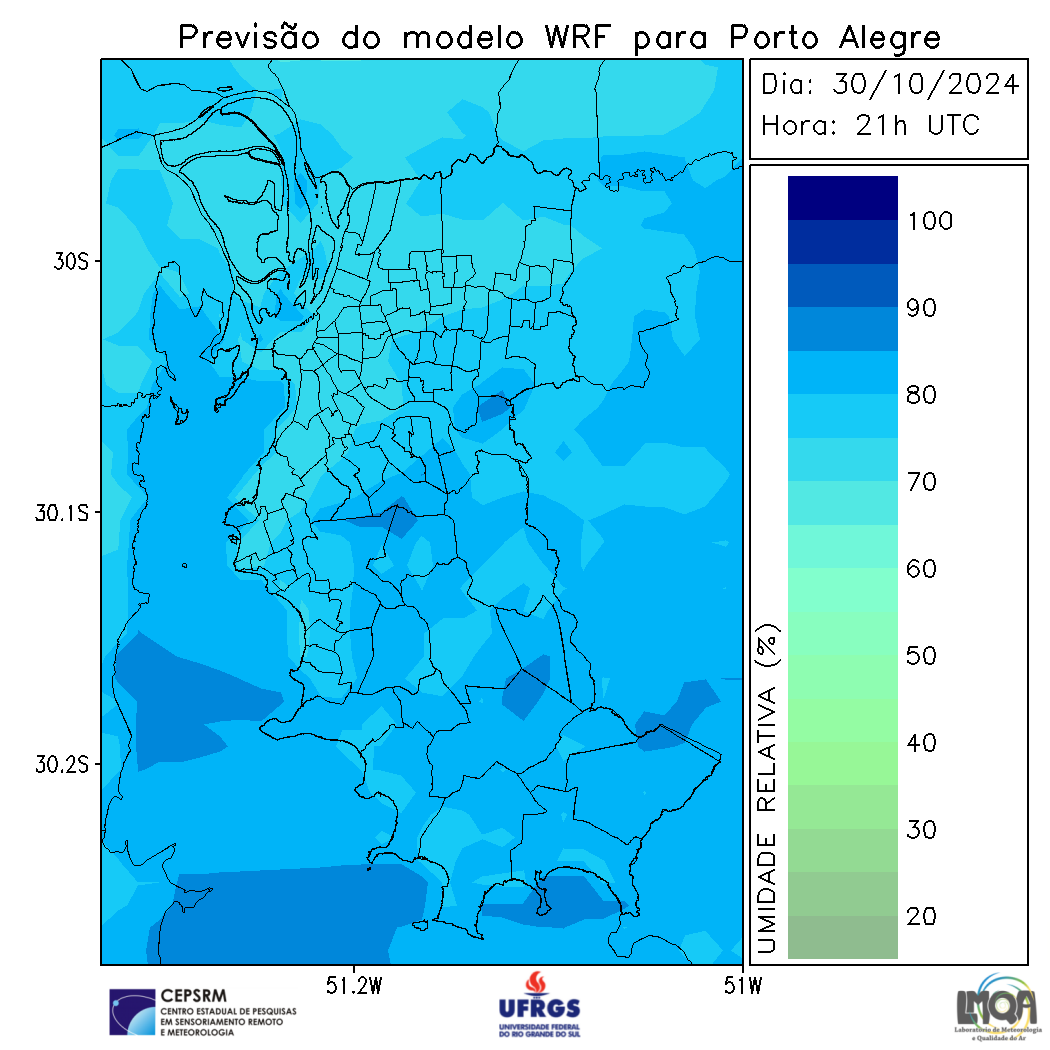 Previsão do modelo WRF para Porto Alegre
Dia: 30/10/2024
Hora: 21h UTC
30S
30.1S
30.2S
51.2W
51W
UMIDADE RELATIVA (%)
100
90
80
70
60
50
40
30
20
CEPSRM
CENTRO ESTADUAL DE PESQUISAS
EM SENSORIAMENTO REMOTO
E METEOROLOGIA
UFRGS
UNIVERSIDADE FEDERAL
DO RIO GRANDE DO SUL
LMQA
Laboratório de Meteorologia
e Qualidade do Ar